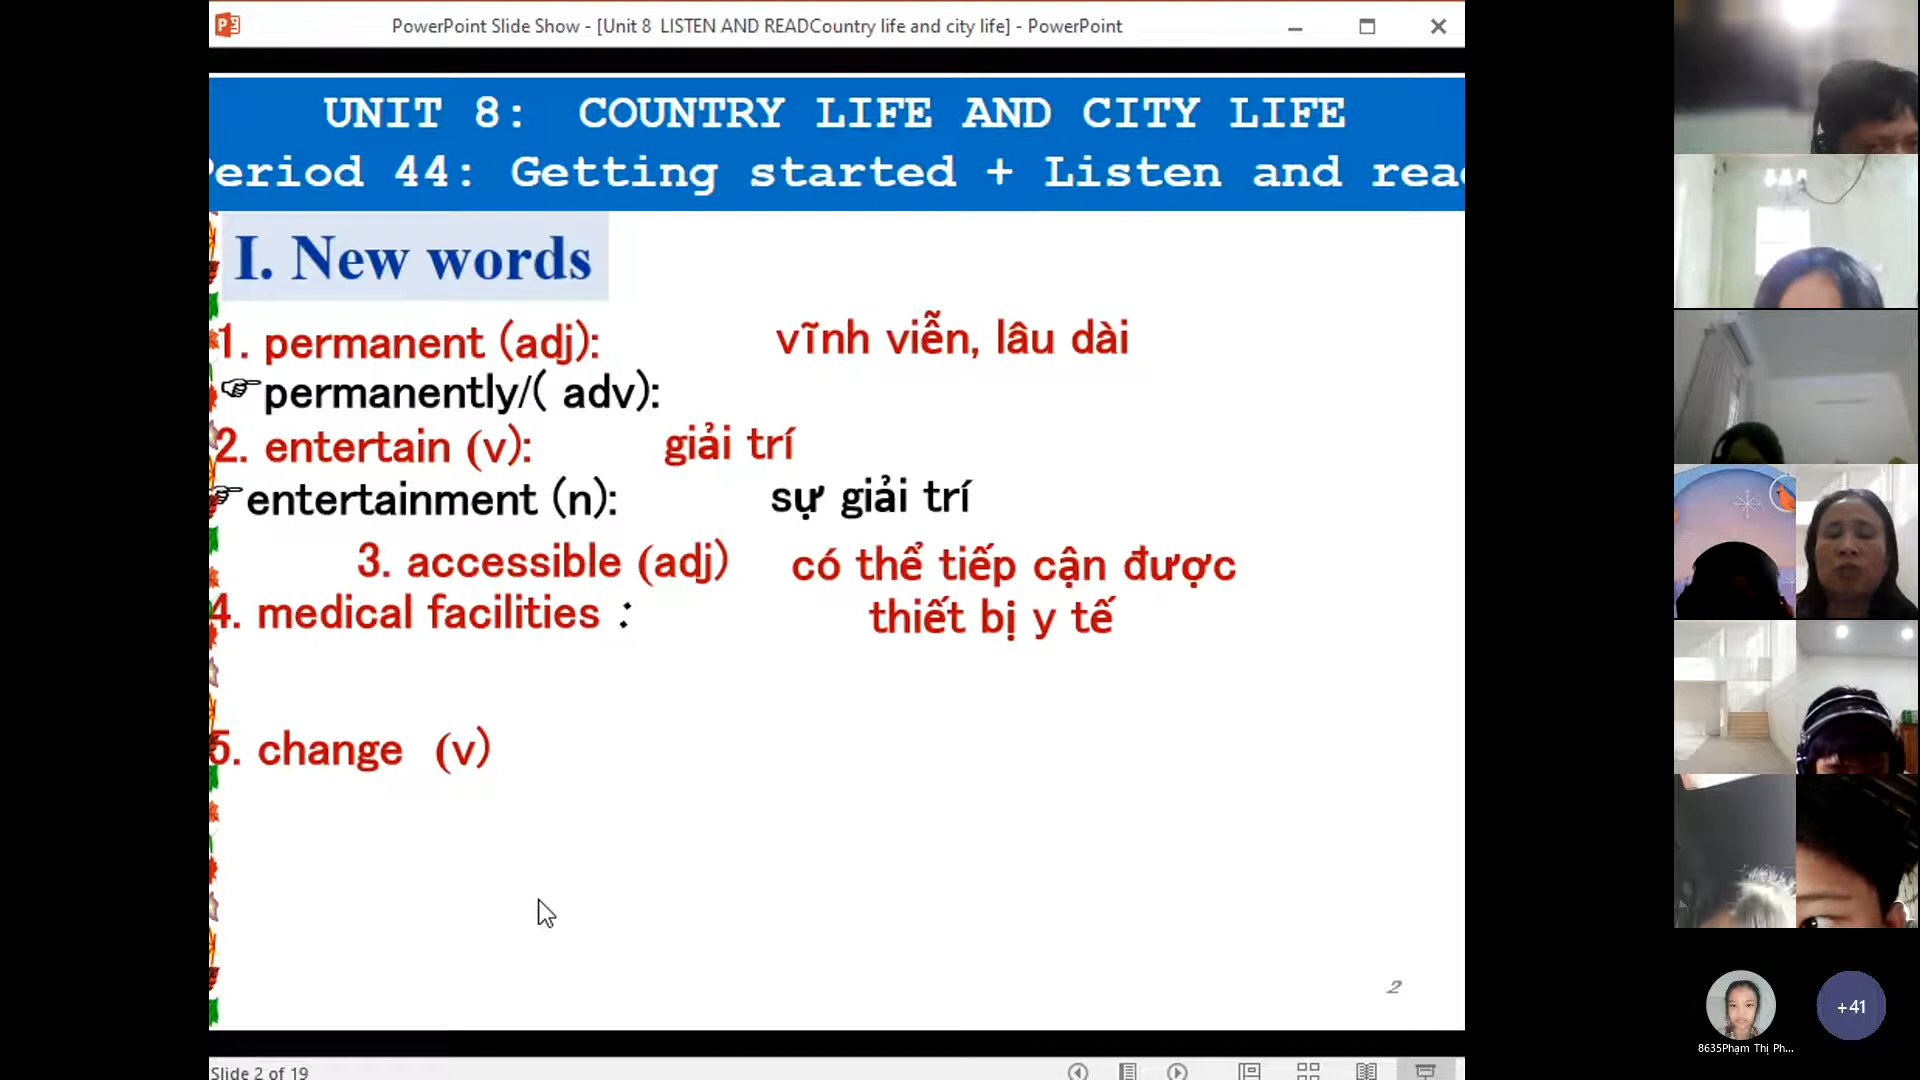 PowerPoint Slide Show - [Unit 8 LISTEN AND READCountry life and city life] - PowerPoint
UNIT 8: COUNTRY LIFE AND CITY LIFE
Period 44: Getting started + Listen and read
I. New words
1. permanent (adj): vĩnh viễn, lâu dài
permanently/( adv):
2. entertain (v): giải trí
entertainment (n): sự giải trí
3. accessible (adj) có thể tiếp cận được
4. medical facilities : thiết bị y tế
5. change (v)
2
Slide 2 of 19
+41
8635Phạm Thị Ph...